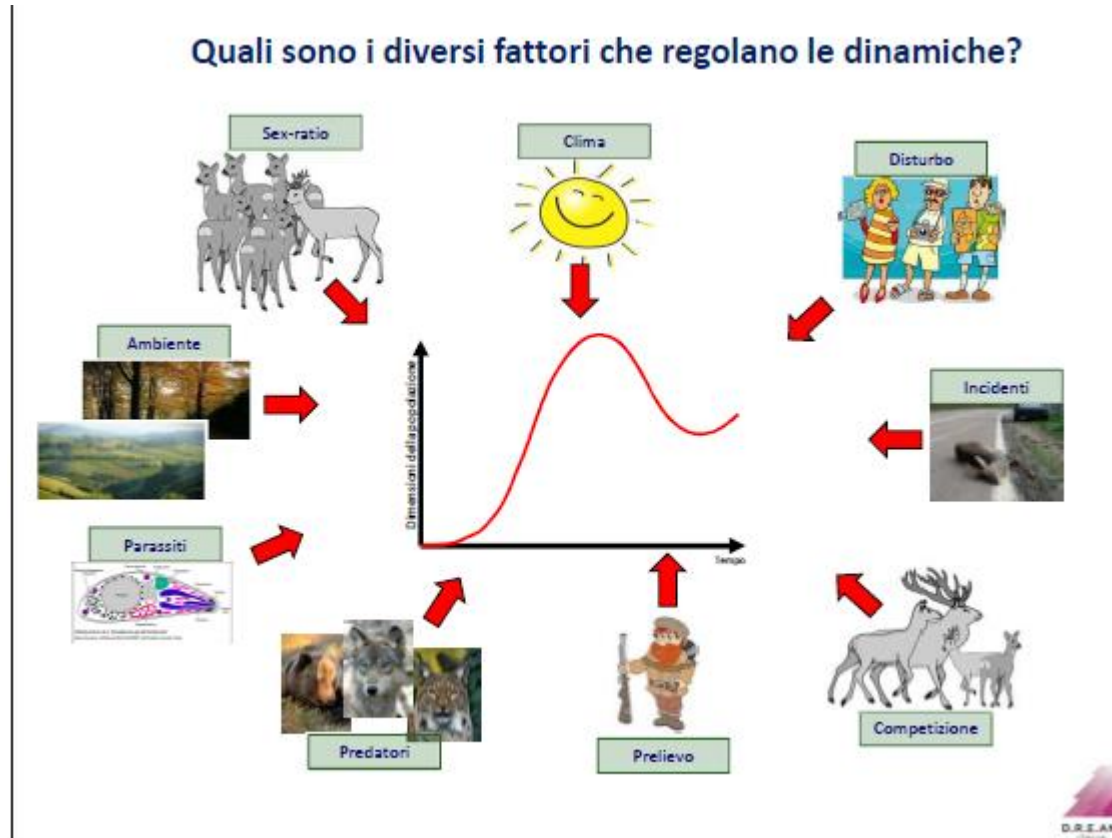 Quali sono i diversi fattori che regolano le dinamiche?
Sex-ratio
Clima
Disturbo
Ambiente
Incidenti
Dimensioni della popolazione
Tempo
Parassiti
Predatori
Prelievo
Competizione